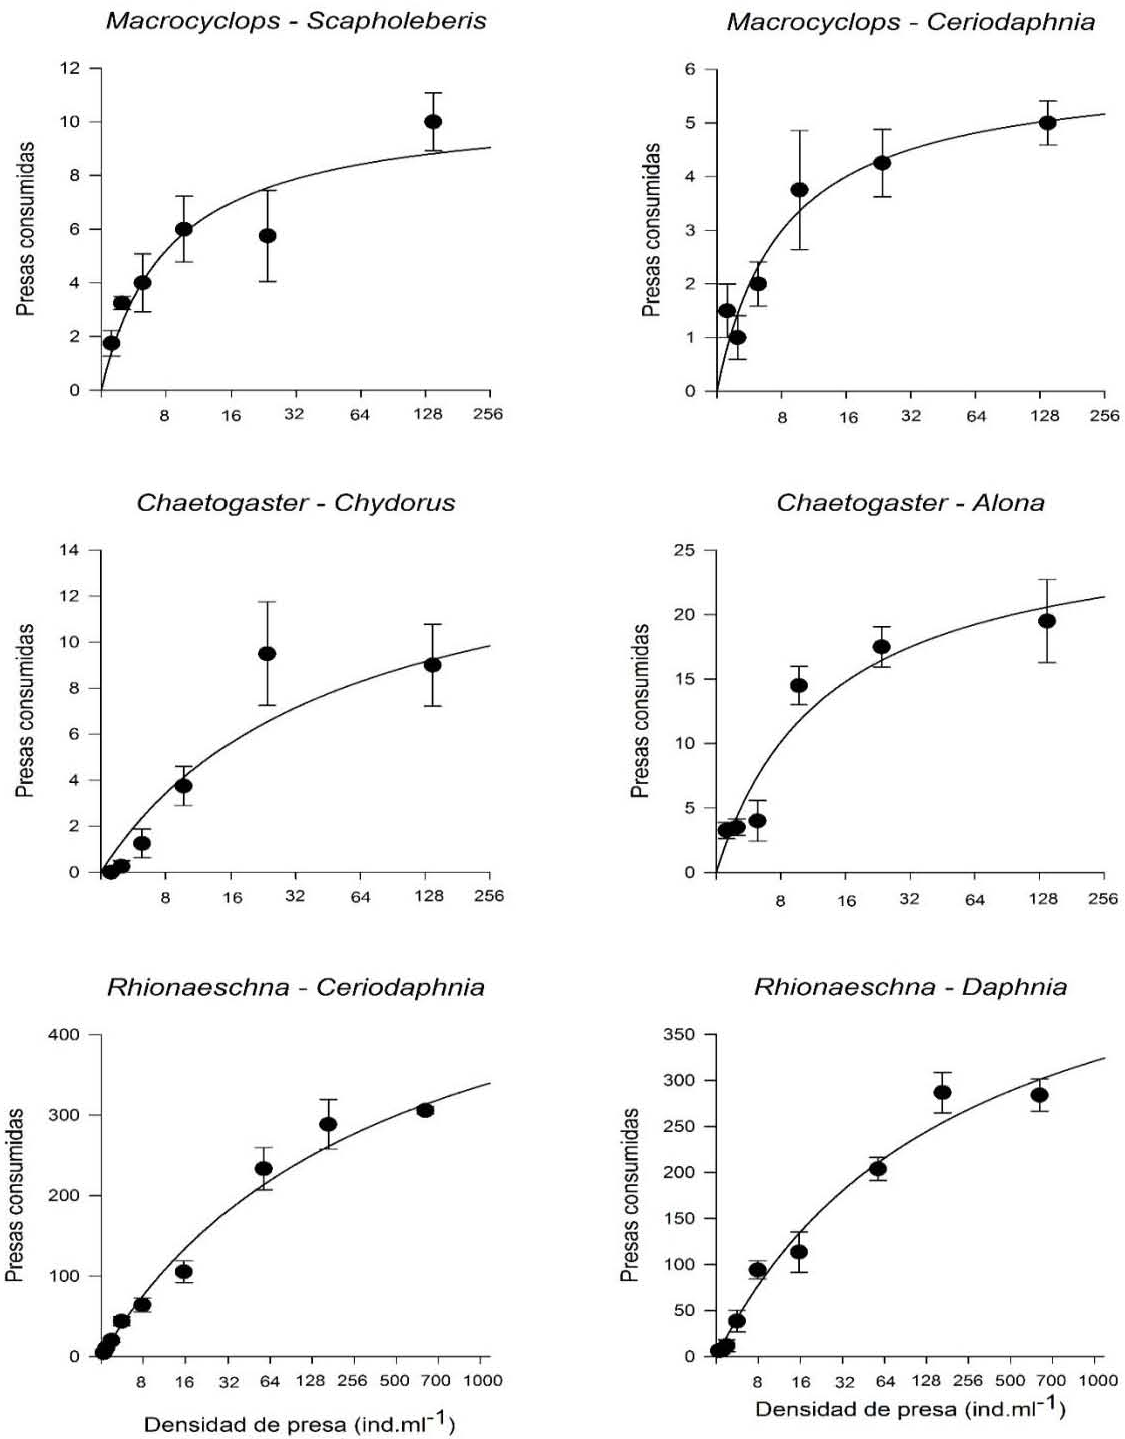 Macrocyclops - Scapholeberis
12
10
8
6
4
2
0
Presas consumidas
8 16 32 64 128 256
Macrocyclops - Ceriodaphnia
6
5
4
3
2
1
0
Presas consumidas
8 16 32 64 128 256
Chaetogaster - Chydorus
14
12
10
8
6
4
2
0
Presas consumidas
8 16 32 64 128 256
Chaetogaster - Alona
25
20
15
10
5
0
Presas consumidas
8 16 32 64 128 256
Rhionaeschna - Ceriodaphnia
400
300
200
100
0
Presas consumidas
8 16 32 64 128 256 500 700 1000
Densidad de presa (ind.ml⁻¹)
Rhionaeschna - Daphnia
350
300
250
200
150
100
50
0
Presas consumidas
8 16 32 64 128 256 500 700 1000
Densidad de presa (ind.ml⁻¹)